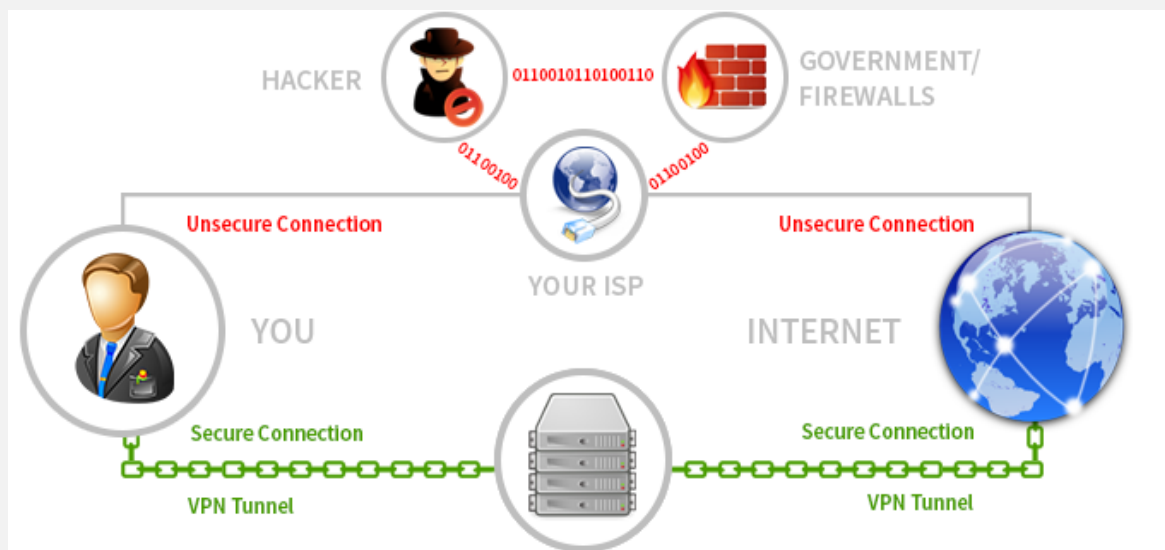 HACKER
0110010110100110
GOVERNMENT/
FIREWALLS
01100100
01100100
Unsecure Connection
Unsecure Connection
YOUR ISP
YOU
INTERNET
Secure Connection
Secure Connection
VPN Tunnel
VPN Tunnel